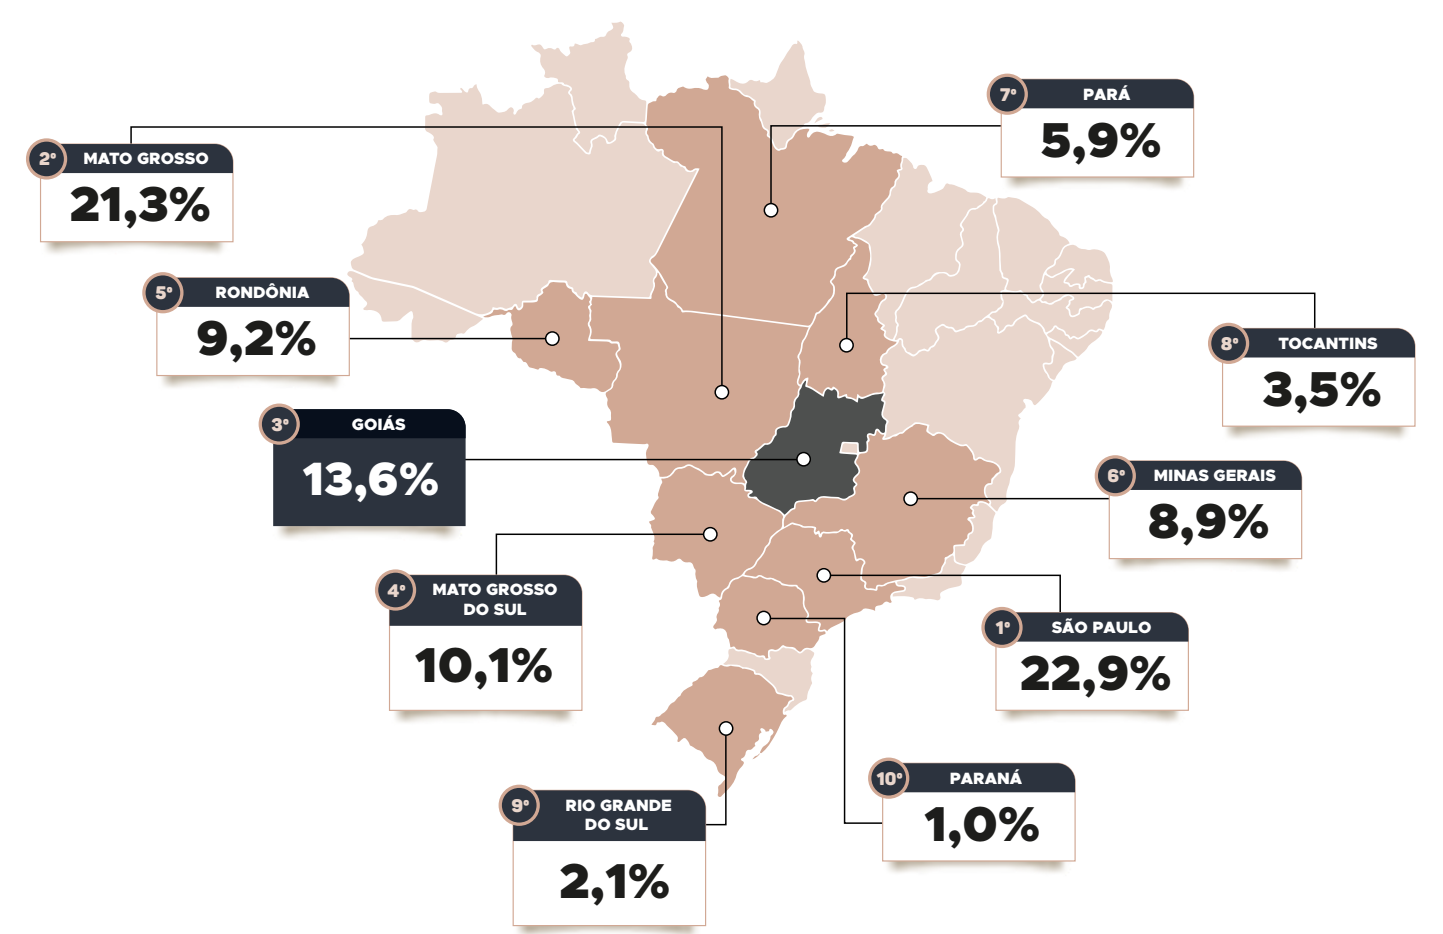 7º
PARÁ
5,9%
2º
MATO GROSSO
21,3%
5º
RONDÔNIA
9,2%
8º
TOCANTINS
3,5%
3º
GOIÁS
13,6%
6º
MINAS GERAIS
8,9%
4º
MATO GROSSO
DO SUL
10,1%
1º
SÃO PAULO
22,9%
10º
PARANÁ
1,0%
9º
RIO GRANDE
DO SUL
2,1%